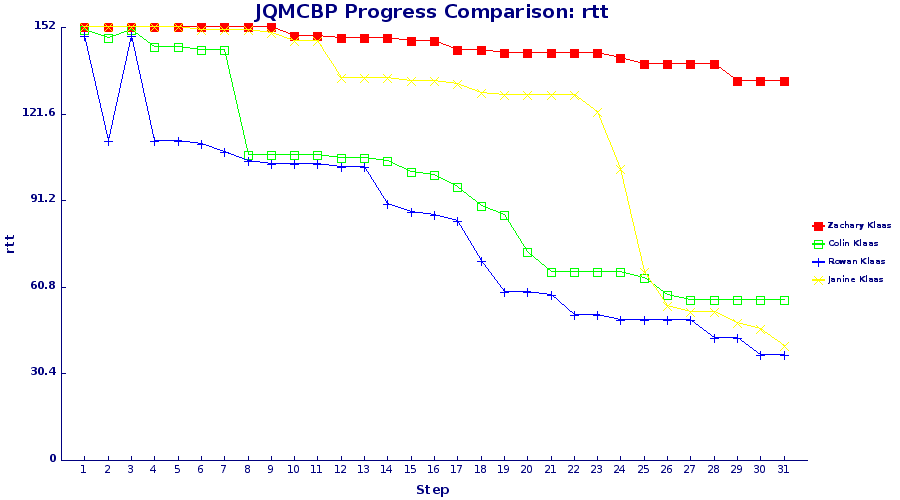 JQMCBP Progress Comparison: rtt
152
121.6
91.2
60.8
30.4
0
rtt
1 2 3 4 5 6 7 8 9 10 11 12 13 14 15 16 17 18 19 20 21 22 23 24 25 26 27 28 29 30 31
Step
Zachary Klaas
Colin Klaas
Rowan Klaas
Janine Klaas